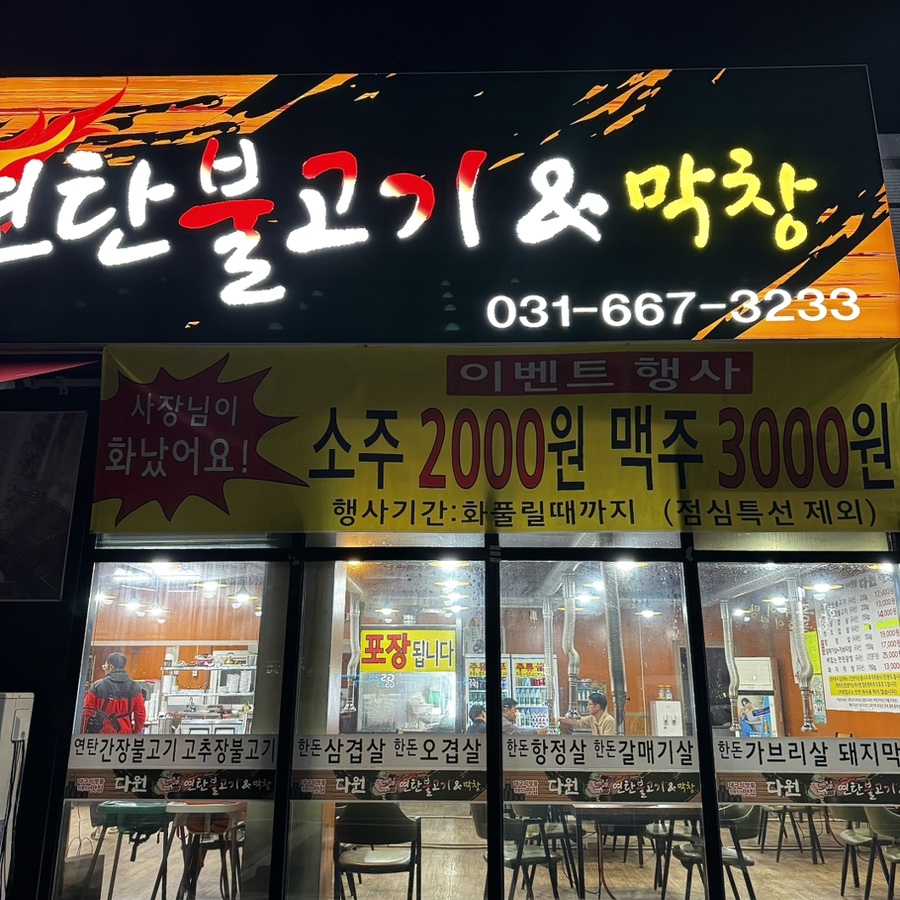 연탄불고기 & 막창
031-667-3233
사장님이
화났어요!
이벤트 행사
소주 2000원 맥주 3000원
행사기간:화풀릴때까지 (점심특선 제외)
포장됩니다
GS25
연탄간장불고기 고추장불고기
한돈삼겹살 한돈오겹살
한돈항정살 한돈갈매기살
한돈가브리살 돼지막
다원 연탄불고기&막창
다원 연탄불고기&막창
다원 연탄불고기&막창
다원 연탄불고기